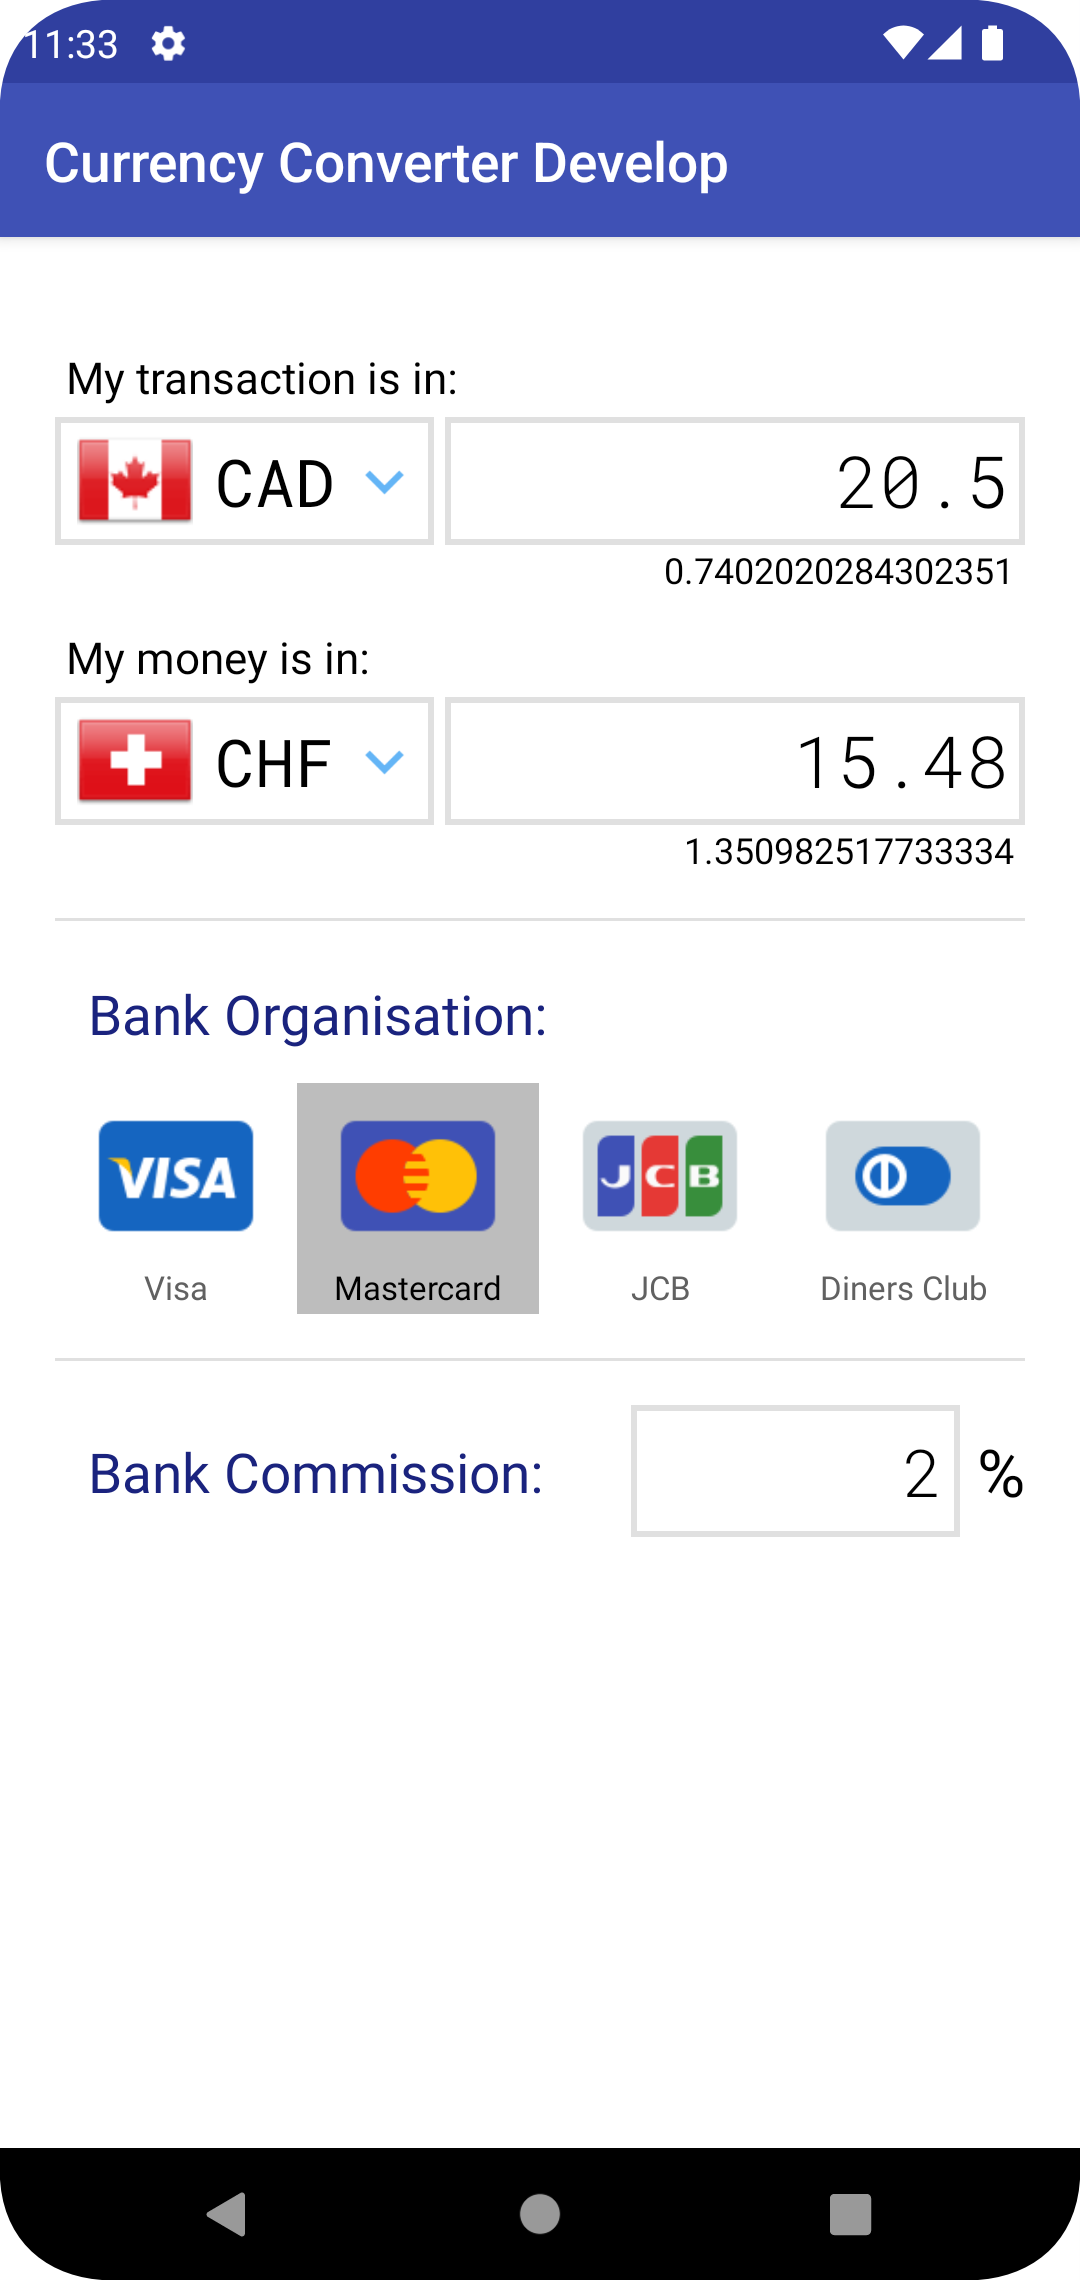 11:33
Currency Converter Develop
My transaction is in:
CAD 20.5
0.7402020284302351
My money is in:
CHF 15.48
1.350982517733334
Bank Organisation:
VISA JCB
Visa Mastercard JCB Diners Club
Bank Commission: 2 %